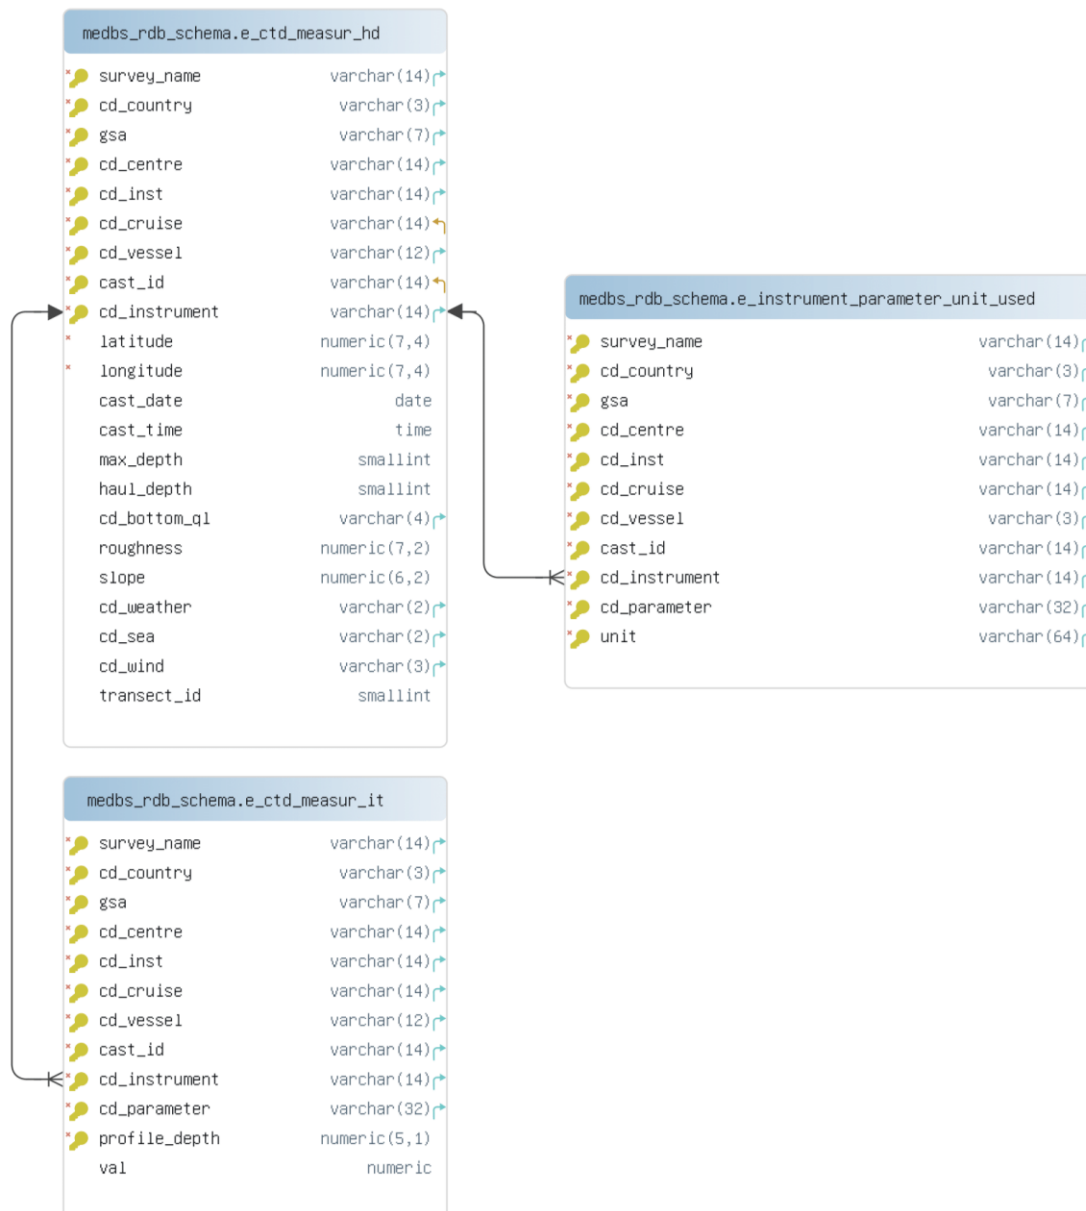 medbs_rdb_schema.e_ctd_measur_hd
survey_name varchar(14)
cd_country varchar(3)
gsa varchar(7)
cd_centre varchar(14)
cd_inst varchar(14)
cd_cruise varchar(14)
cd_vessel varchar(12)
cast_id varchar(14)
cd_instrument varchar(14)
latitude numeric(7,4)
longitude numeric(7,4)
cast_date date
cast_time time
max_depth smallint
haul_depth smallint
cd_bottom_ql varchar(4)
roughness numeric(7,2)
slope numeric(6,2)
cd_weather varchar(2)
cd_sea varchar(2)
cd_wind varchar(3)
transect_id smallint
medbs_rdb_schema.e_instrument_parameter_unit_used
survey_name varchar(14)
cd_country varchar(3)
gsa varchar(7)
cd_centre varchar(14)
cd_inst varchar(14)
cd_cruise varchar(14)
cd_vessel varchar(3)
cast_id varchar(14)
cd_instrument varchar(14)
cd_parameter varchar(32)
unit varchar(64)
medbs_rdb_schema.e_ctd_measur_it
survey_name varchar(14)
cd_country varchar(3)
gsa varchar(7)
cd_centre varchar(14)
cd_inst varchar(14)
cd_cruise varchar(14)
cd_vessel varchar(12)
cast_id varchar(14)
cd_instrument varchar(14)
cd_parameter varchar(32)
profile_depth numeric(5,1)
val numeric